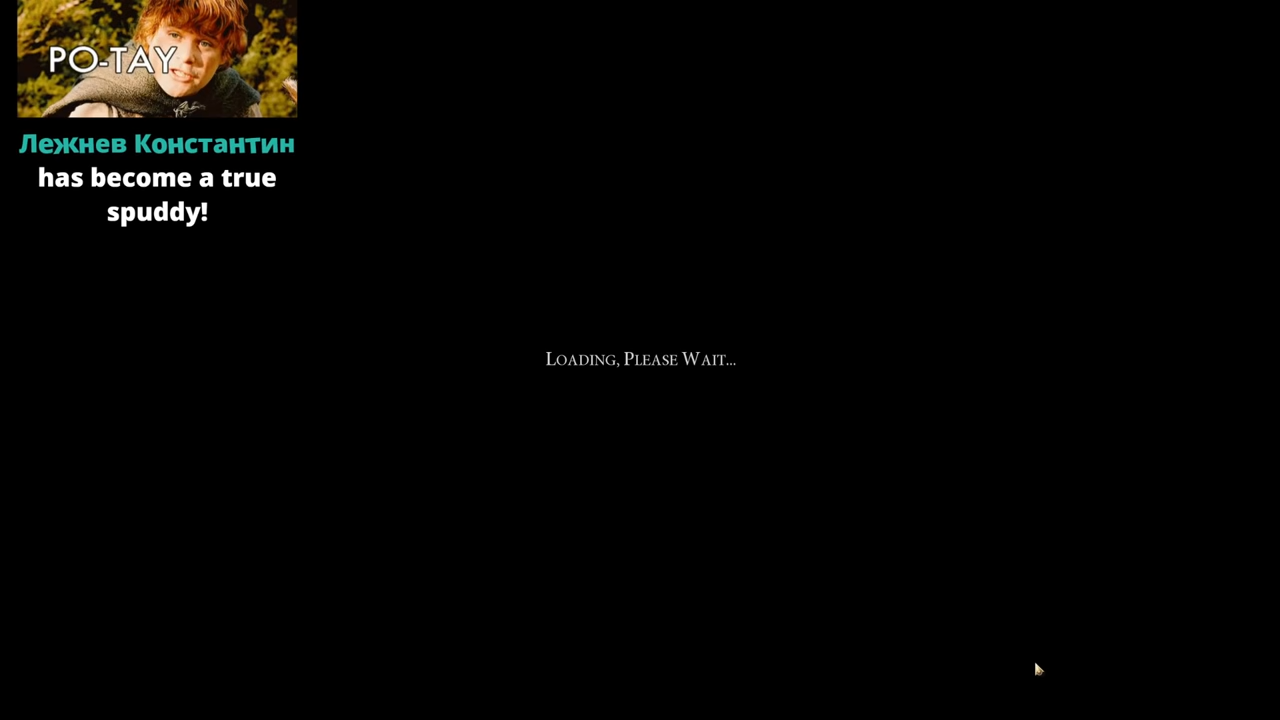 PO-TAY
Лежнев Константин
has become a true
spuddy!
Loading, Please Wait...